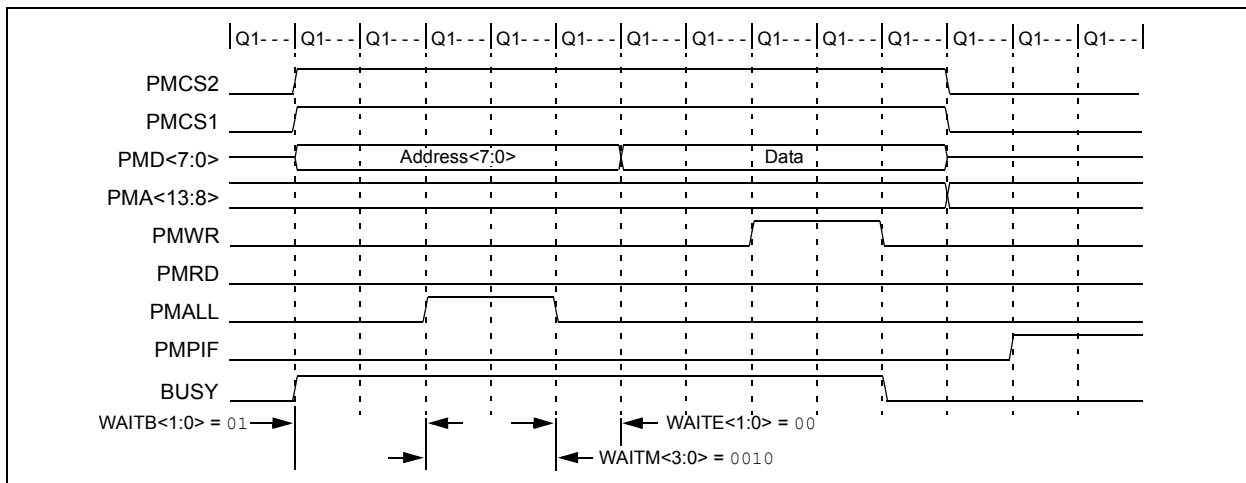 Q1- - - Q1- - - Q1- - - Q1- - - Q1- - - Q1- - - Q1- - - Q1- - - Q1- - - Q1- - - Q1- - - Q1- - - Q1- - - Q1- - -
PMCS2
PMCS1
PMD<7:0> Address<7:0> Data
PMA<13:8>
PMWR
PMRD
PMALL
PMPIF
BUSY
WAITB<1:0> = 01 WAITE<1:0> = 00
WAITM<3:0> = 0010